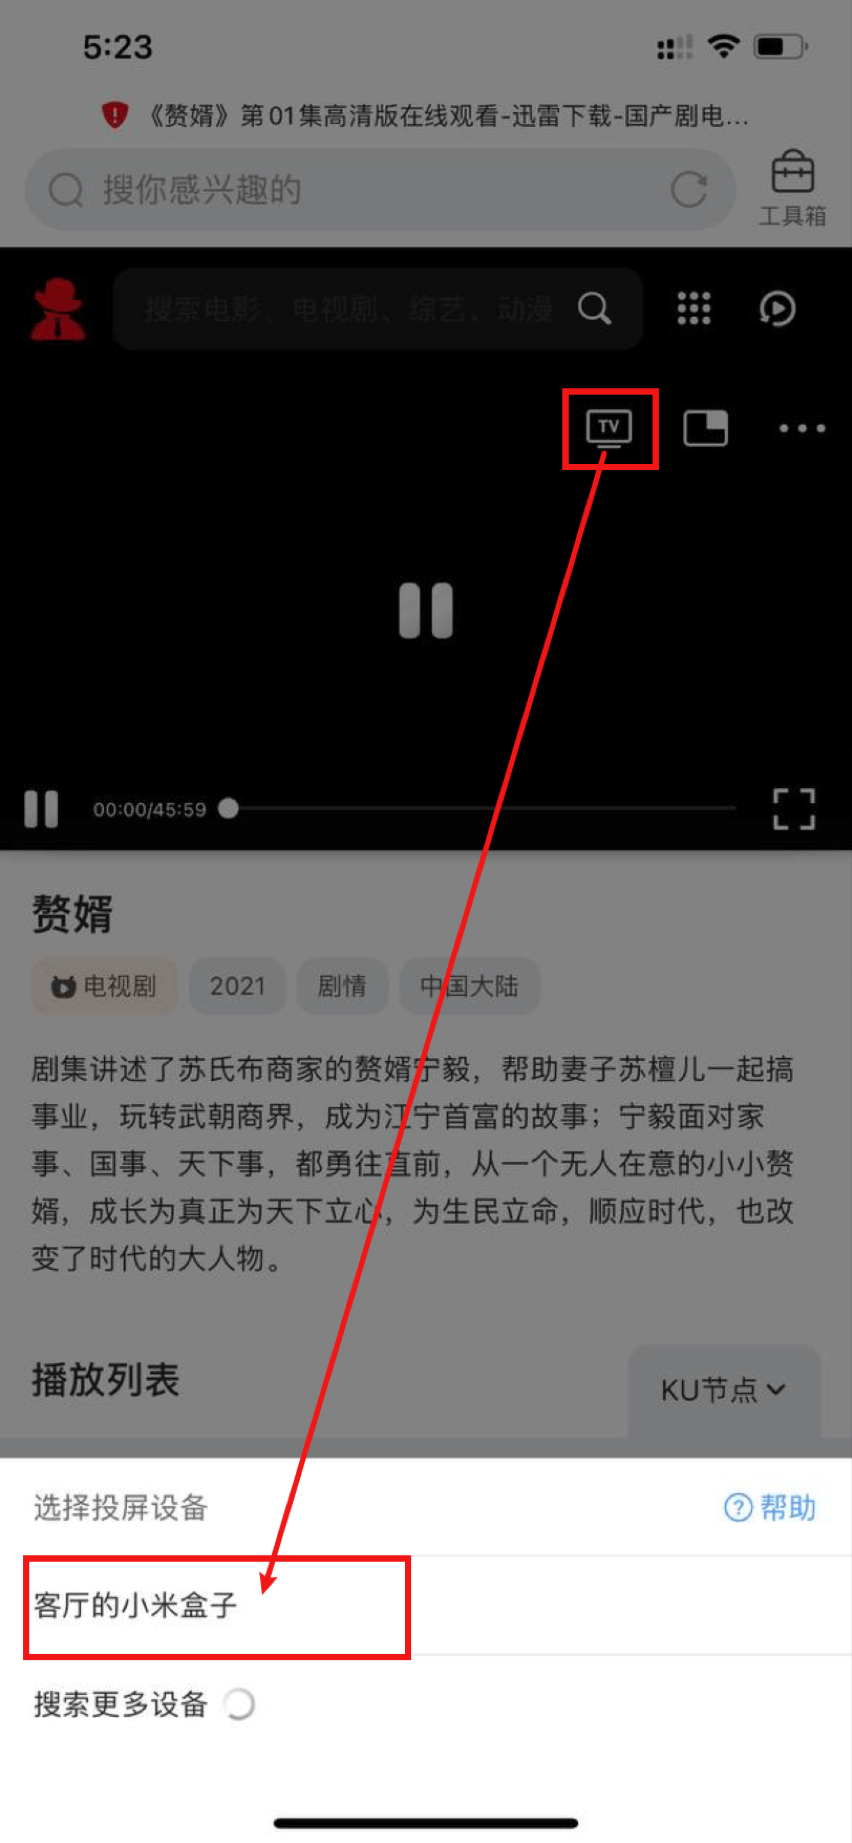 5:23
《赘婿》第01集高清版在线观看-迅雷下载-国产剧电...
搜你感兴趣的
工具箱
搜索电影、电视剧、综艺、动漫
TV
00:00/45:59
赘婿
电视剧 2021 剧情 中国大陆
剧集讲述了苏氏布商家的赘婿宁毅，帮助妻子苏檀儿一起搞
事业，玩转武朝商界，成为江宁首富的故事；宁毅面对家
事、国事、天下事，都勇往直前，从一个无人在意的小小赘
婿，成长为真正为天下立心，为生民立命，顺应时代，也改
变了时代的大人物。
播放列表
KU节点
选择投屏设备
帮助
客厅的小米盒子
搜索更多设备